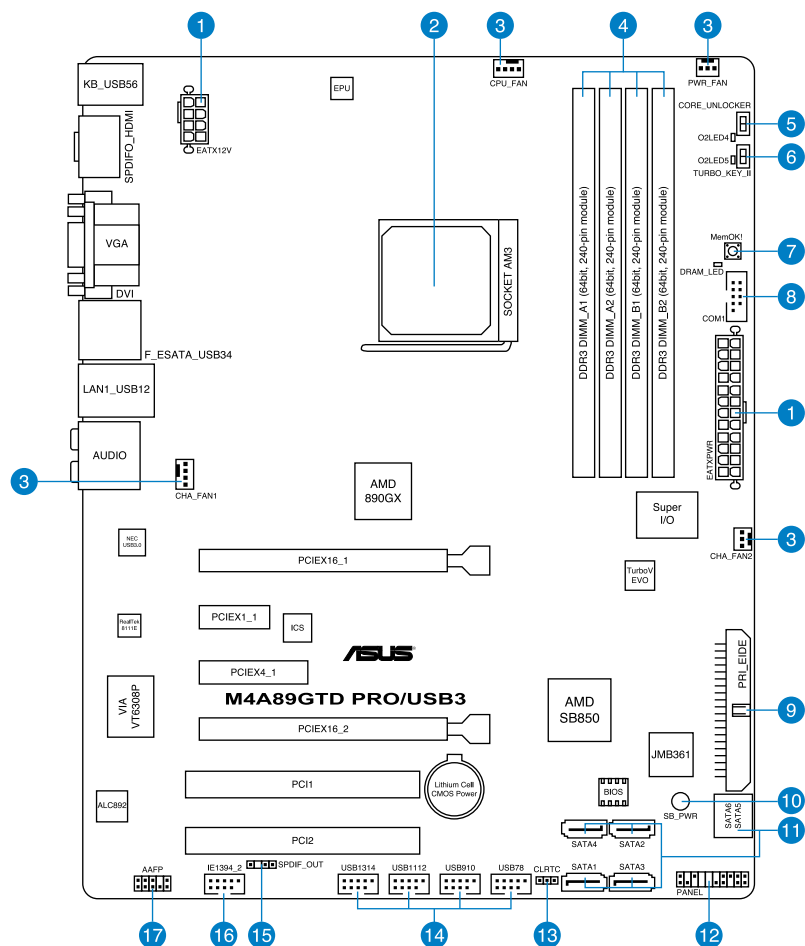 1
2
3
4
3
KB_USB56
EPU
CPU_FAN
PWR_FAN
SPDIFO_HDMI
EATX12V
CORE_UNLOCKER
5
O2LED4
O2LED5
6
TURBO_KEY_II
VGA
DVI
SOCKET AM3
DDR3 DIMM_A1 (64bit, 240-pin module)
DDR3 DIMM_A2 (64bit, 240-pin module)
DDR3 DIMM_B1 (64bit, 240-pin module)
DDR3 DIMM_B2 (64bit, 240-pin module)
MemOK!
7
DRAM_LED
8
COM1
F_ESATA_USB34
LAN1_USB12
1
EATXPWR
AUDIO
3
CHA_FAN1
AMD
890GX
Super
I/O
3
CHA_FAN2
NEC
USB3.0
PCIEX16_1
TurboV
EVO
RealTek
8111E
PCIEX1_1
ICS
ASUS
PRI_EIDE
PCIEX4_1
M4A89GTD PRO/USB3
VIA
VT6308P
AMD
SB850
9
PCIEX16_2
JMB361
PCI1
Lithium Cell
CMOS Power
BIOS
10
SB_PWR
SATA6
SATA5
11
ALC892
PCI2
SATA4
SATA2
AAFP
IE1394_2
SPDIF_OUT
USB1314
USB1112
USB910
USB78
CLRTC
SATA1
SATA3
PANEL
17
16
15
14
13
12